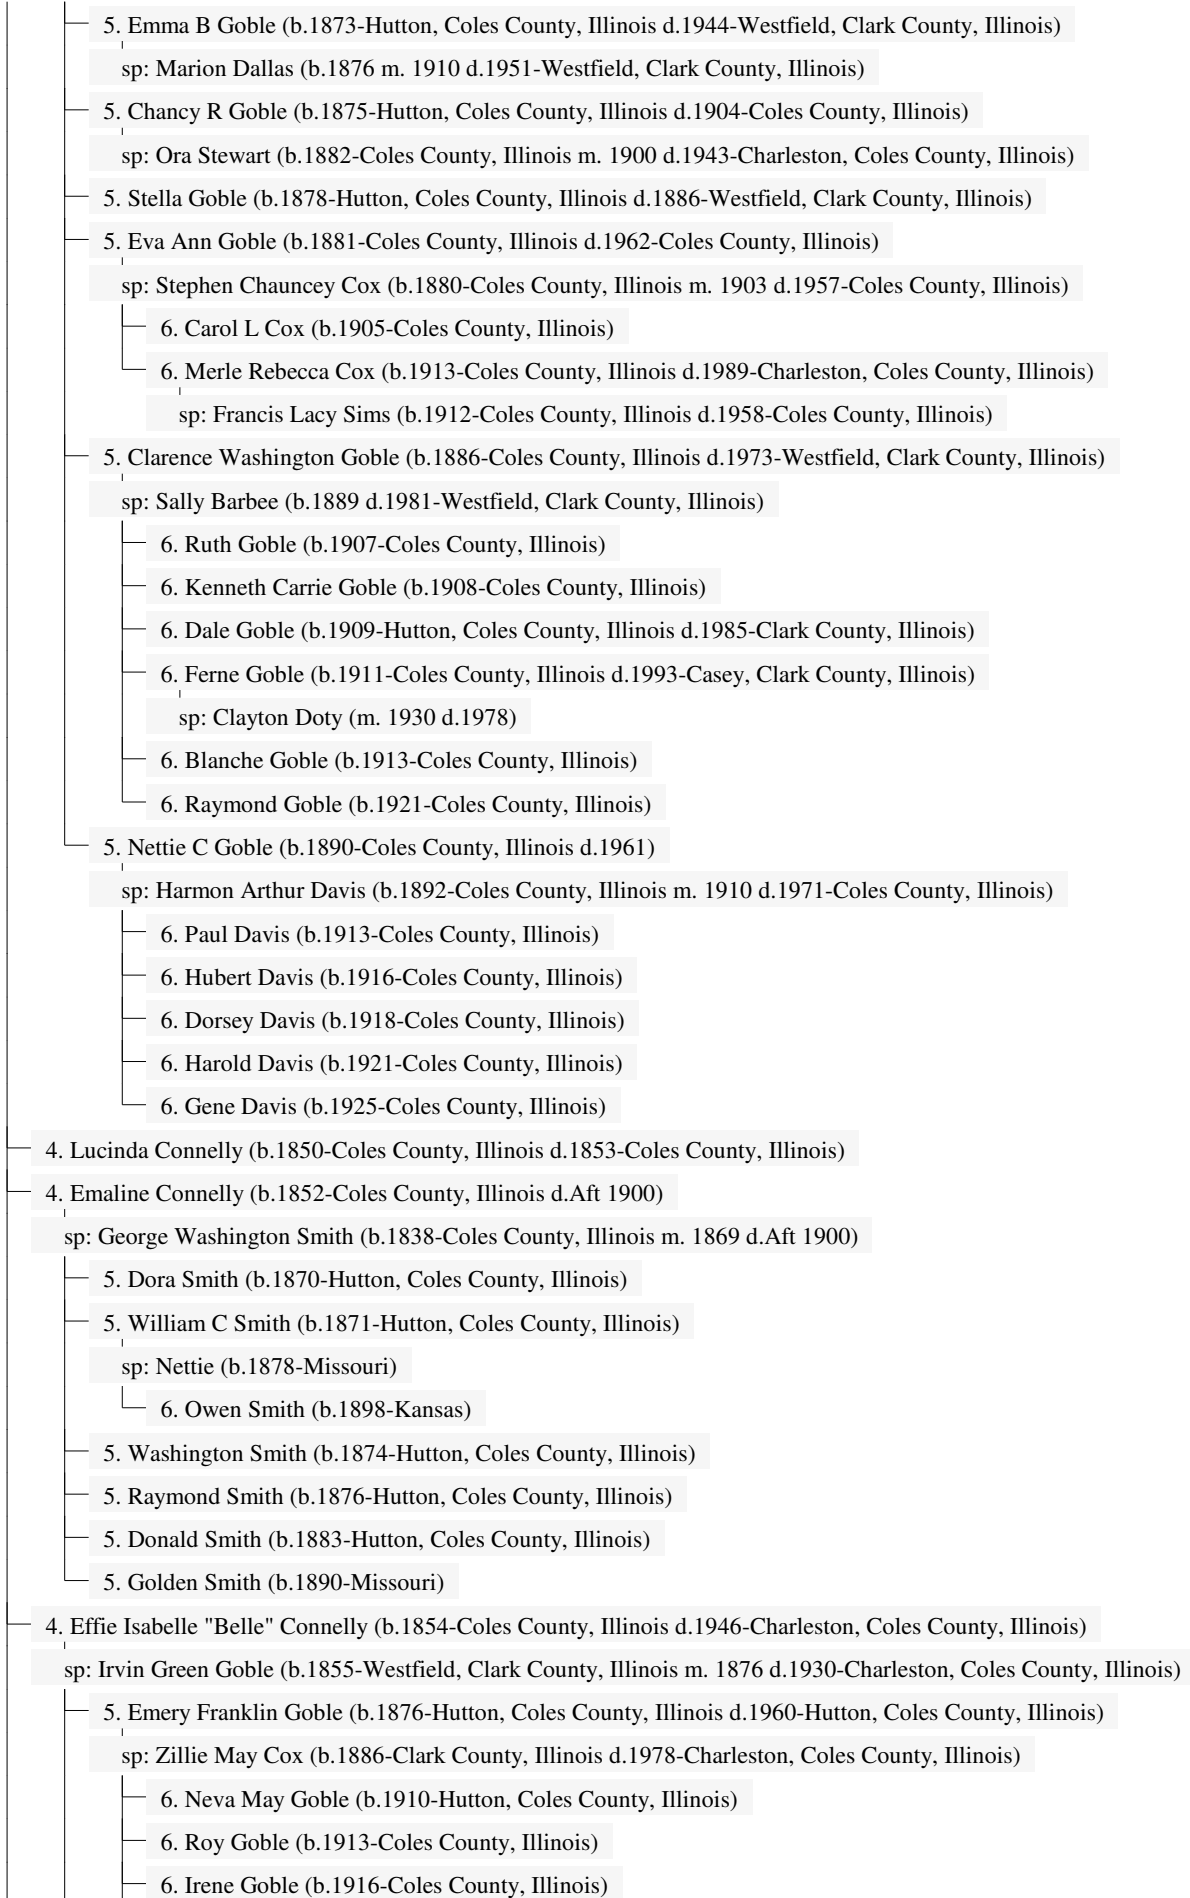 5. Emma B Goble (b.1873-Hutton, Coles County, Illinois d.1944-Westfield, Clark County, Illinois)
sp: Marion Dallas (b.1876 m. 1910 d.1951-Westfield, Clark County, Illinois)
5. Chancy R Goble (b.1875-Hutton, Coles County, Illinois d.1904-Coles County, Illinois)
sp: Ora Stewart (b.1882-Coles County, Illinois m. 1900 d.1943-Charleston, Coles County, Illinois)
5. Stella Goble (b.1878-Hutton, Coles County, Illinois d.1886-Westfield, Clark County, Illinois)
5. Eva Ann Goble (b.1881-Coles County, Illinois d.1962-Coles County, Illinois)
sp: Stephen Chauncey Cox (b.1880-Coles County, Illinois m. 1903 d.1957-Coles County, Illinois)
6. Carol L Cox (b.1905-Coles County, Illinois)
6. Merle Rebecca Cox (b.1913-Coles County, Illinois d.1989-Charleston, Coles County, Illinois)
sp: Francis Lacy Sims (b.1912-Coles County, Illinois d.1958-Coles County, Illinois)
5. Clarence Washington Goble (b.1886-Coles County, Illinois d.1973-Westfield, Clark County, Illinois)
sp: Sally Barbee (b.1889 d.1981-Westfield, Clark County, Illinois)
6. Ruth Goble (b.1907-Coles County, Illinois)
6. Kenneth Carrie Goble (b.1908-Coles County, Illinois)
6. Dale Goble (b.1909-Hutton, Coles County, Illinois d.1985-Clark County, Illinois)
6. Ferne Goble (b.1911-Coles County, Illinois d.1993-Casey, Clark County, Illinois)
sp: Clayton Doty (m. 1930 d.1978)
6. Blanche Goble (b.1913-Coles County, Illinois)
6. Raymond Goble (b.1921-Coles County, Illinois)
5. Nettie C Goble (b.1890-Coles County, Illinois d.1961)
sp: Harmon Arthur Davis (b.1892-Coles County, Illinois m. 1910 d.1971-Coles County, Illinois)
6. Paul Davis (b.1913-Coles County, Illinois)
6. Hubert Davis (b.1916-Coles County, Illinois)
6. Dorsey Davis (b.1918-Coles County, Illinois)
6. Harold Davis (b.1921-Coles County, Illinois)
6. Gene Davis (b.1925-Coles County, Illinois)
4. Lucinda Connelly (b.1850-Coles County, Illinois d.1853-Coles County, Illinois)
4. Emaline Connelly (b.1852-Coles County, Illinois d.Aft 1900)
sp: George Washington Smith (b.1838-Coles County, Illinois m. 1869 d.Aft 1900)
5. Dora Smith (b.1870-Hutton, Coles County, Illinois)
5. William C Smith (b.1871-Hutton, Coles County, Illinois)
sp: Nettie (b.1878-Missouri)
6. Owen Smith (b.1898-Kansas)
5. Washington Smith (b.1874-Hutton, Coles County, Illinois)
5. Raymond Smith (b.1876-Hutton, Coles County, Illinois)
5. Donald Smith (b.1883-Hutton, Coles County, Illinois)
5. Golden Smith (b.1890-Missouri)
4. Effie Isabelle "Belle" Connelly (b.1854-Coles County, Illinois d.1946-Charleston, Coles County, Illinois)
sp: Irvin Green Goble (b.1855-Westfield, Clark County, Illinois m. 1876 d.1930-Charleston, Coles County, Illinois)
5. Emery Franklin Goble (b.1876-Hutton, Coles County, Illinois d.1960-Hutton, Coles County, Illinois)
sp: Zillie May Cox (b.1886-Clark County, Illinois d.1978-Charleston, Coles County, Illinois)
6. Neva May Goble (b.1910-Hutton, Coles County, Illinois)
6. Roy Goble (b.1913-Coles County, Illinois)
6. Irene Goble (b.1916-Coles County, Illinois)